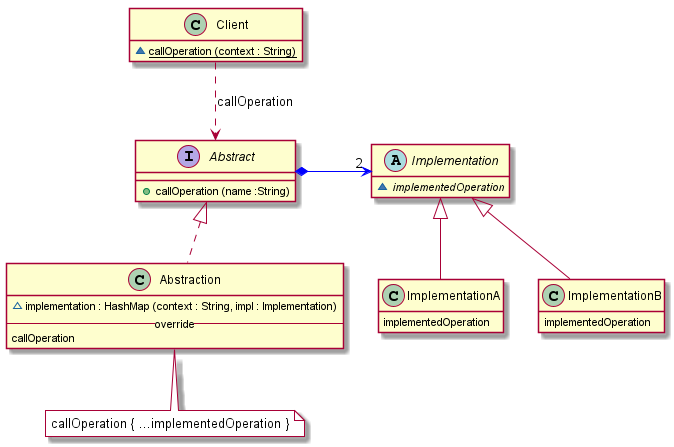 C Client
callOperation (context : String)
callOperation
I Abstract
callOperation (name :String)
2
A Implementation
implementedOperation
C Abstraction
implementation : HashMap (context : String, impl : Implementation)
override
callOperation
C ImplementationA
implementedOperation
C ImplementationB
implementedOperation
callOperation { ...implementedOperation }